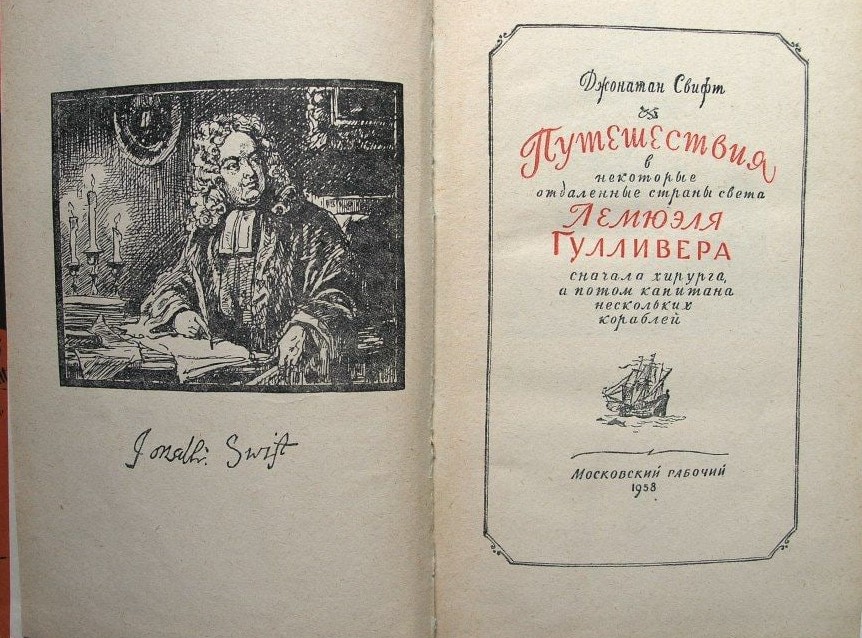 Jonath: Swift
Джонатан Свифт
Путешествия
в
некоторые
отдаленные страны света
Лемюэля
Гулливера
сначала хирурга,
а потом капитана
нескольких
кораблей
Московский рабочий
1958